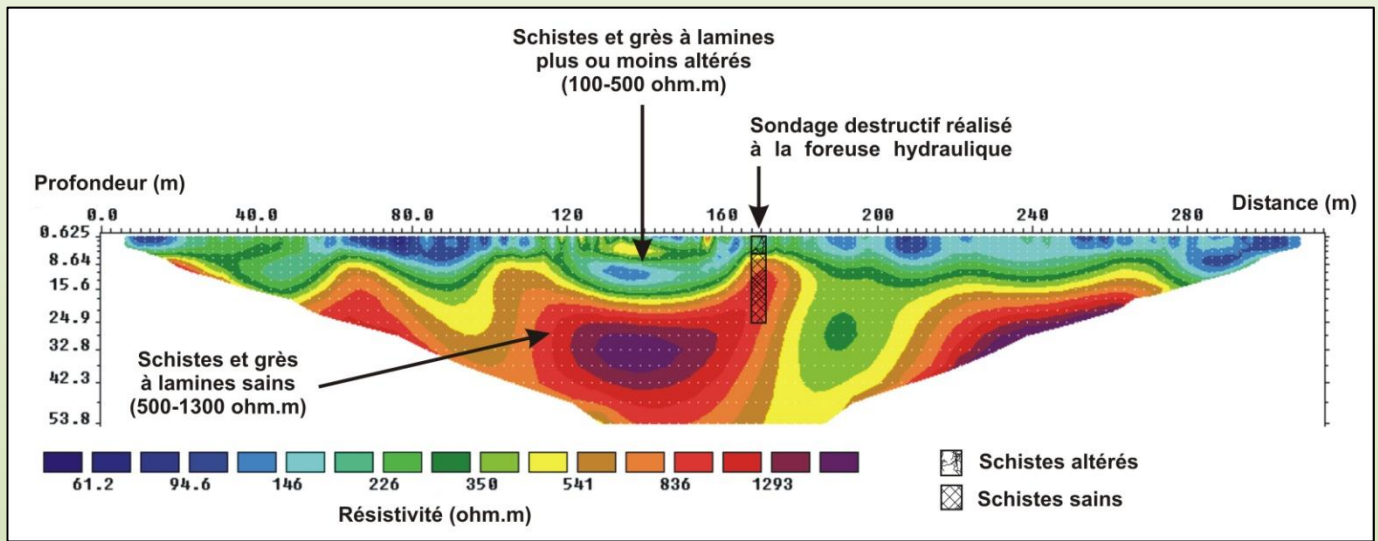 Schistes et grès à lamines
plus ou moins altérés
(100-500 ohm.m)
Sondage destructif réalisé
à la foreuse hydraulique
Profondeur (m)
Distance (m)
0.0 40.0 80.0 120 160 200 240 280
0.625
8.64
15.6
24.9
32.8
42.3
53.8
Schistes et grès
à lamines sains
(500-1300 ohm.m)
61.2 94.6 146 226 350 541 836 1293
Résistivité (ohm.m)
Schistes altérés
Schistes sains